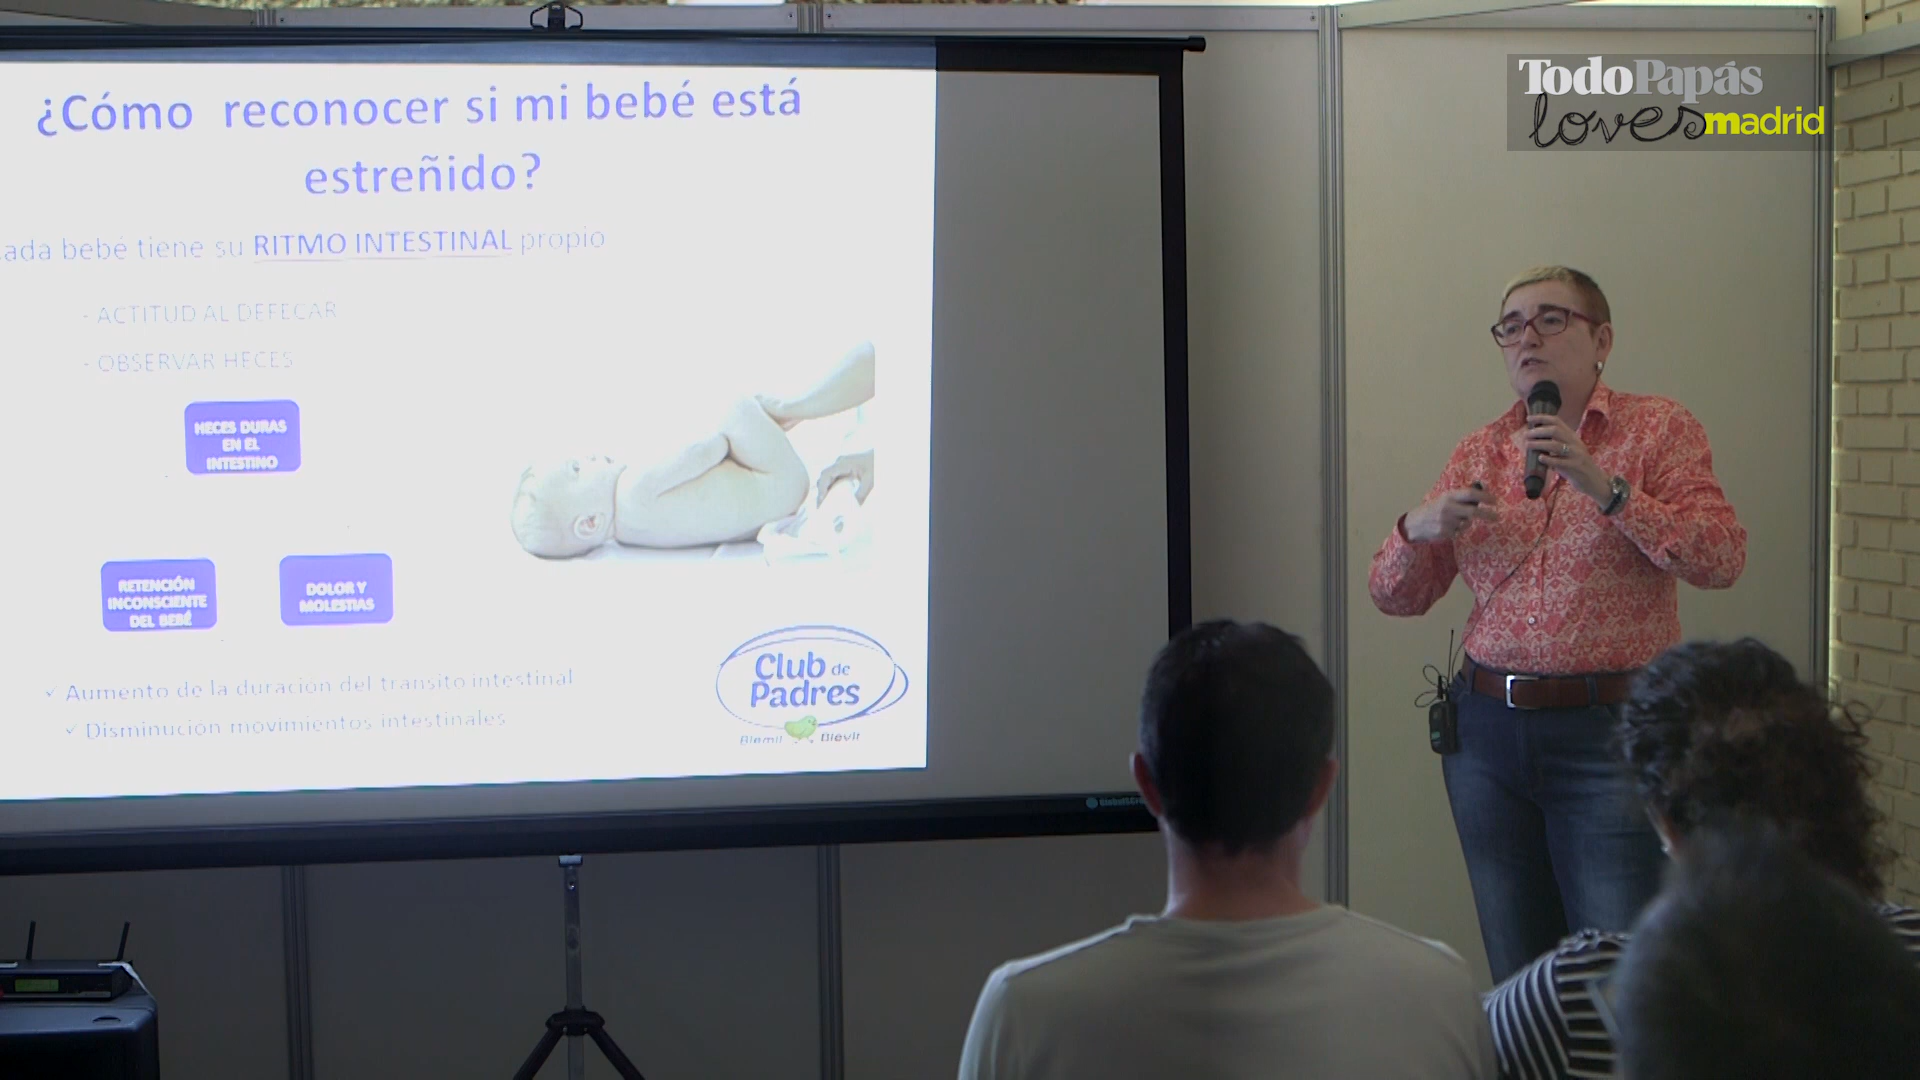 ¿Cómo reconocer si mi bebé está
estreñido?
ada bebé tiene su RITMO INTESTINAL propio
- ACTITUD AL DEFECAR
- OBSERVAR HECES
HECES DURAS
EN EL
INTESTINO
RETENCIÓN
INCONSCIENTE
DEL BEBÉ
DOLOR Y
MOLESTIAS
✓ Aumento de la duración del transito intestinal
✓ Disminución movimientos intestinales
Club de
Padres
Blemil Blevit
TodoPapás
loves madrid